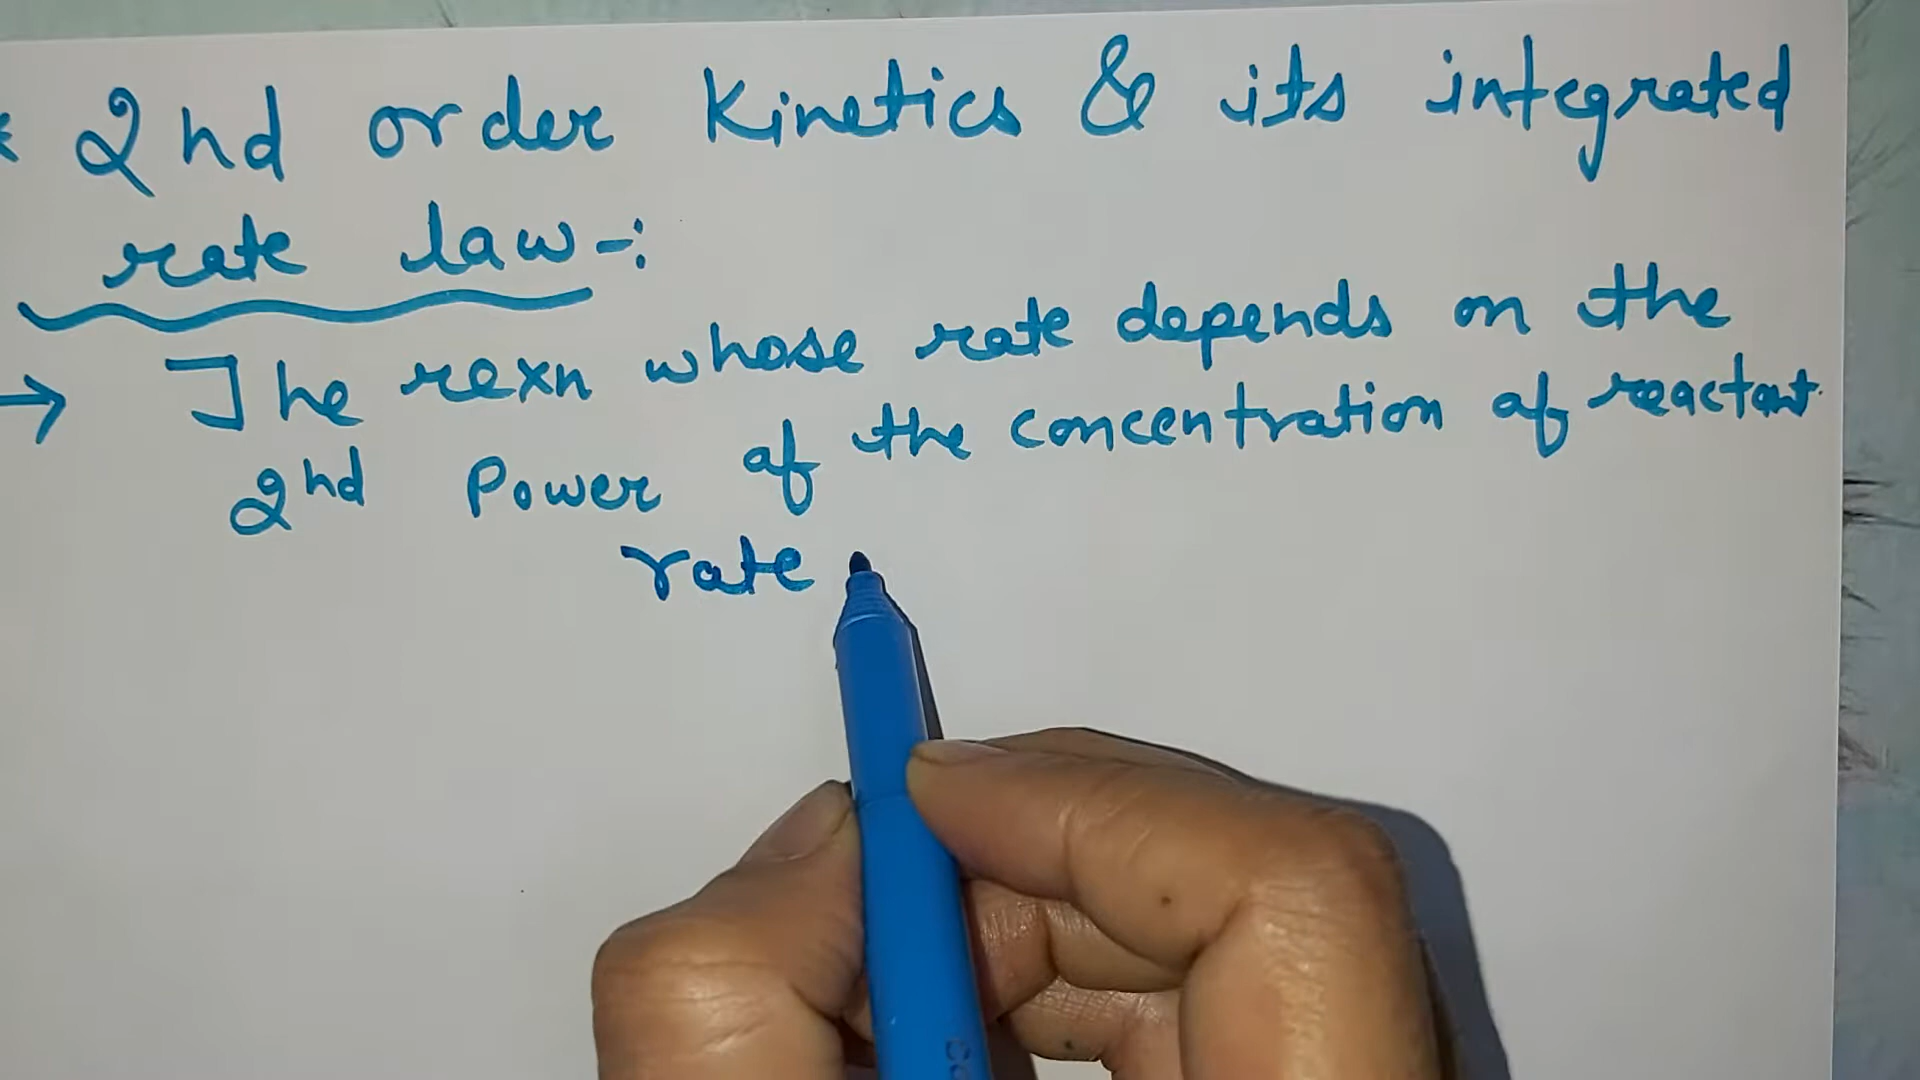 * 2nd order Kinetics & its integrated
rate law-:
→ The rexn whose rate depends on the
2nd Power of the concentration of reactant.
rate